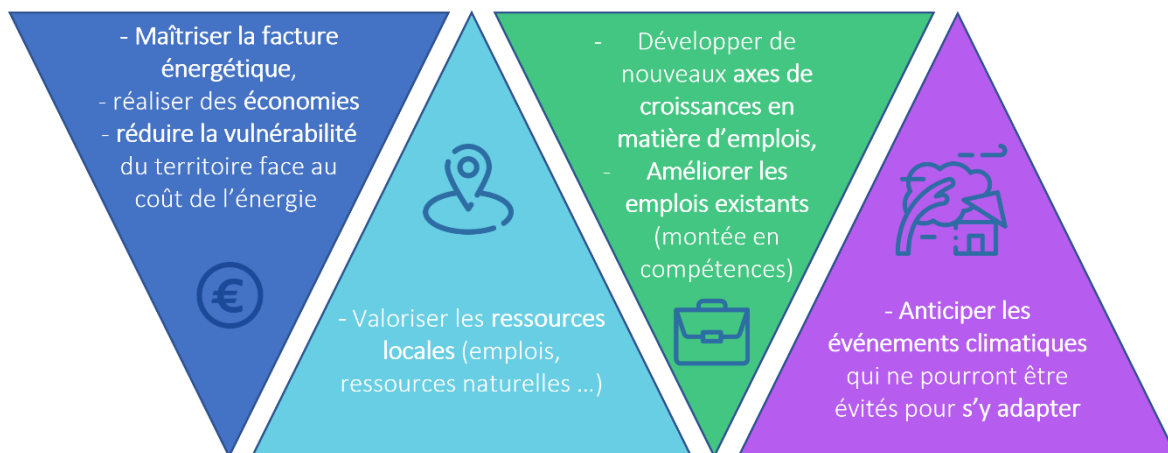 - Maîtriser la facture
énergétique,
- réaliser des économies
- réduire la vulnérabilité
du territoire face au
coût de l'énergie
€
- Valoriser les ressources
locales (emplois,
ressources naturelles ...)
- Développer de
nouveaux axes de
croissances en
matière d'emplois,
- Améliorer les
emplois existants
(montée en
compétences)
- Anticiper les
événements climatiques
qui ne pourront être
évités pour s'y adapter